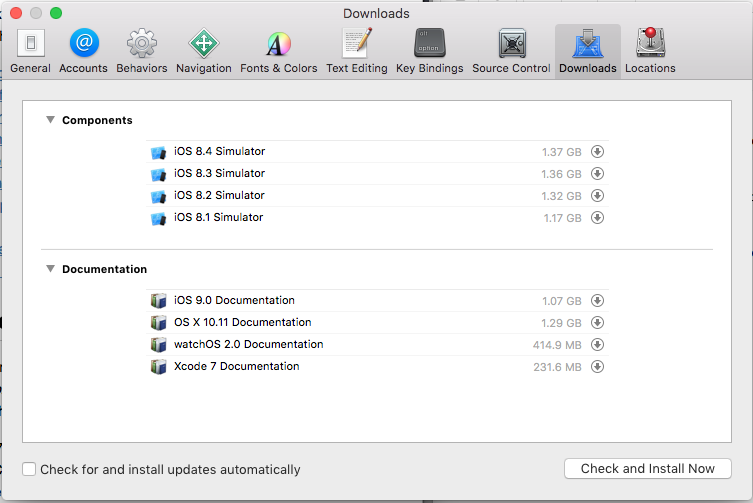 Downloads
General Accounts Behaviors Navigation Fonts & Colors Text Editing Key Bindings Source Control Downloads Locations
Components
iOS 8.4 Simulator 1.37 GB
iOS 8.3 Simulator 1.36 GB
iOS 8.2 Simulator 1.32 GB
iOS 8.1 Simulator 1.17 GB
Documentation
iOS 9.0 Documentation 1.07 GB
OS X 10.11 Documentation 1.29 GB
watchOS 2.0 Documentation 414.9 MB
Xcode 7 Documentation 231.6 MB
Check for and install updates automatically Check and Install Now